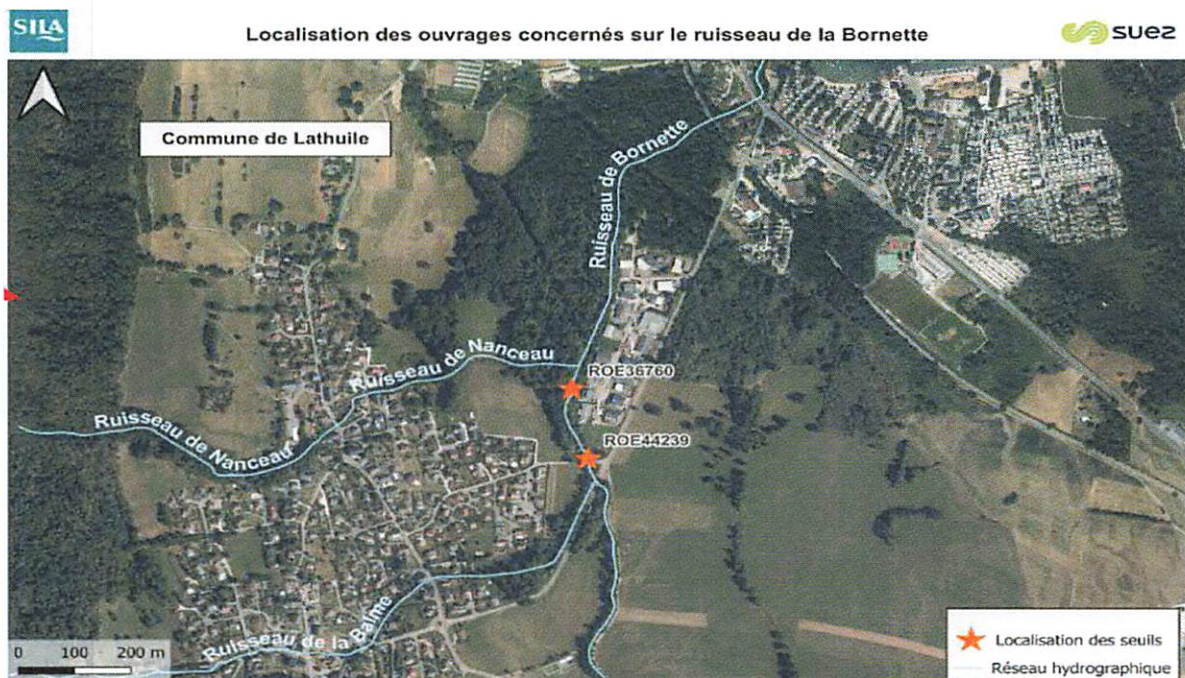 SILA
Localisation des ouvrages concernés sur le ruisseau de la Bornette
suez
Commune de Lathuile
Ruisseau de Bornette
Ruisseau de Nanceau
ROE36760
Ruisseau de Nanceau
ROE44239
Ruisseau de la Balme
0 100 200 m
Localisation des seuils
Réseau hydrographique